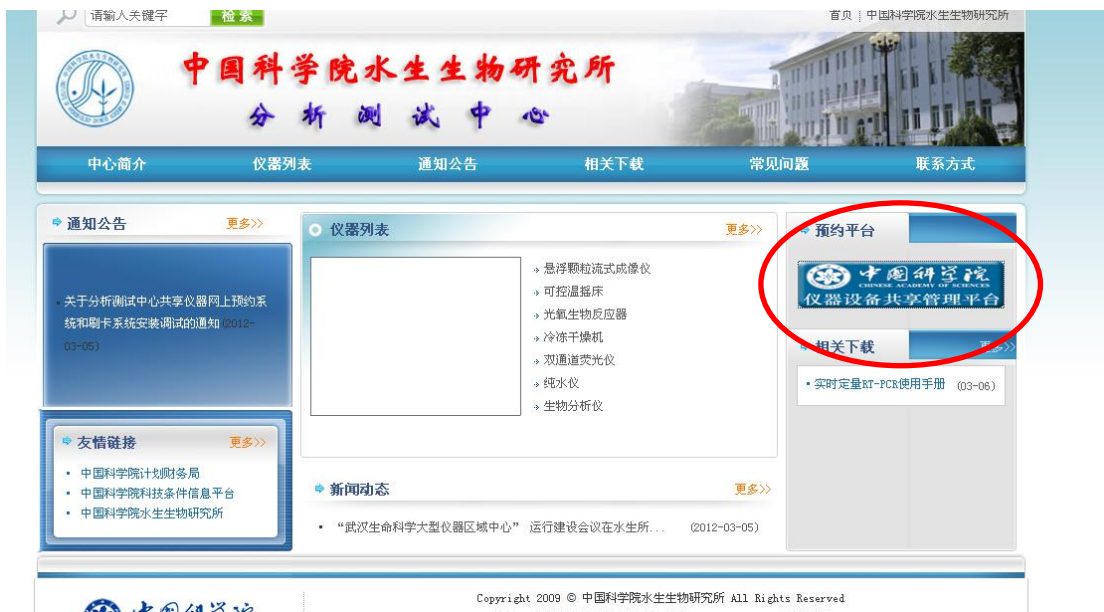 请输入关键字
检索
首页 | 中国科学院水生生物研究所
中国科学院水生生物研究所
分析测试中心
中心简介
仪器列表
通知公告
相关下载
常见问题
联系方式
通知公告
更多>>
关于分析测试中心共享仪器网上预约系
统和刷卡系统安装调试的通知 (2012-
03-05)
友情链接
更多>>
中国科学院计划财务局
中国科学院科技条件信息平台
中国科学院水生生物研究所
仪器列表
更多>>
悬浮颗粒流式成像仪
可控温摇床
光氧生物反应器
冷冻干燥机
双通道荧光仪
纯水仪
生物分析仪
新闻动态
更多>>
“武汉生命科学大型仪器区域中心” 运行建设会议在水生所... (2012-03-05)
预约平台
中国科学院
CHINESE ACADEMY OF SCIENCES
仪器设备共享管理平台
相关下载
更多>>
实时定量RT-PCR使用手册 (03-06)
中国科学院
Copyright 2009 © 中国科学院水生生物研究所 All Rights Reserved